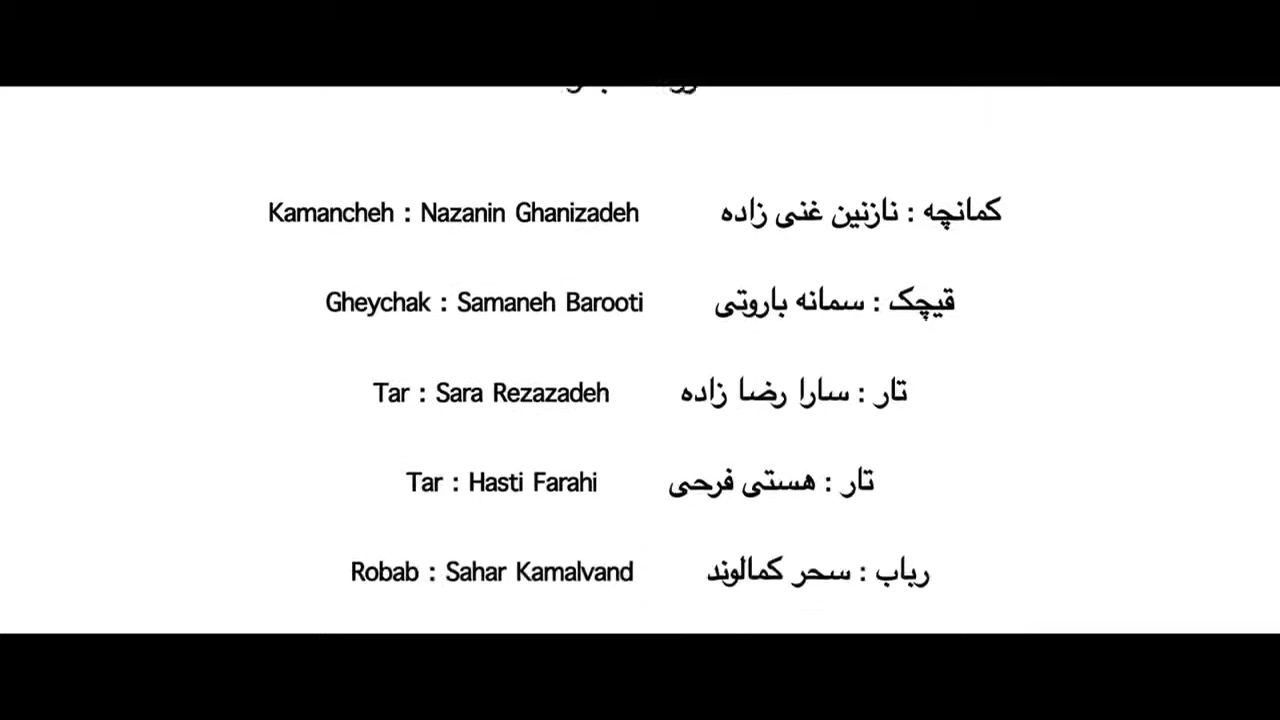 Kamancheh : Nazanin Ghanizadeh کمانچه : نازنین غنی زاده
Gheychak : Samaneh Barooti قیچک : سمانه باروتی
Tar : Sara Rezazadeh تار : سارا رضا زاده
Tar : Hasti Farahi تار : هستی فرحی
Robab : Sahar Kamalvand رباب : سحر کمالوند